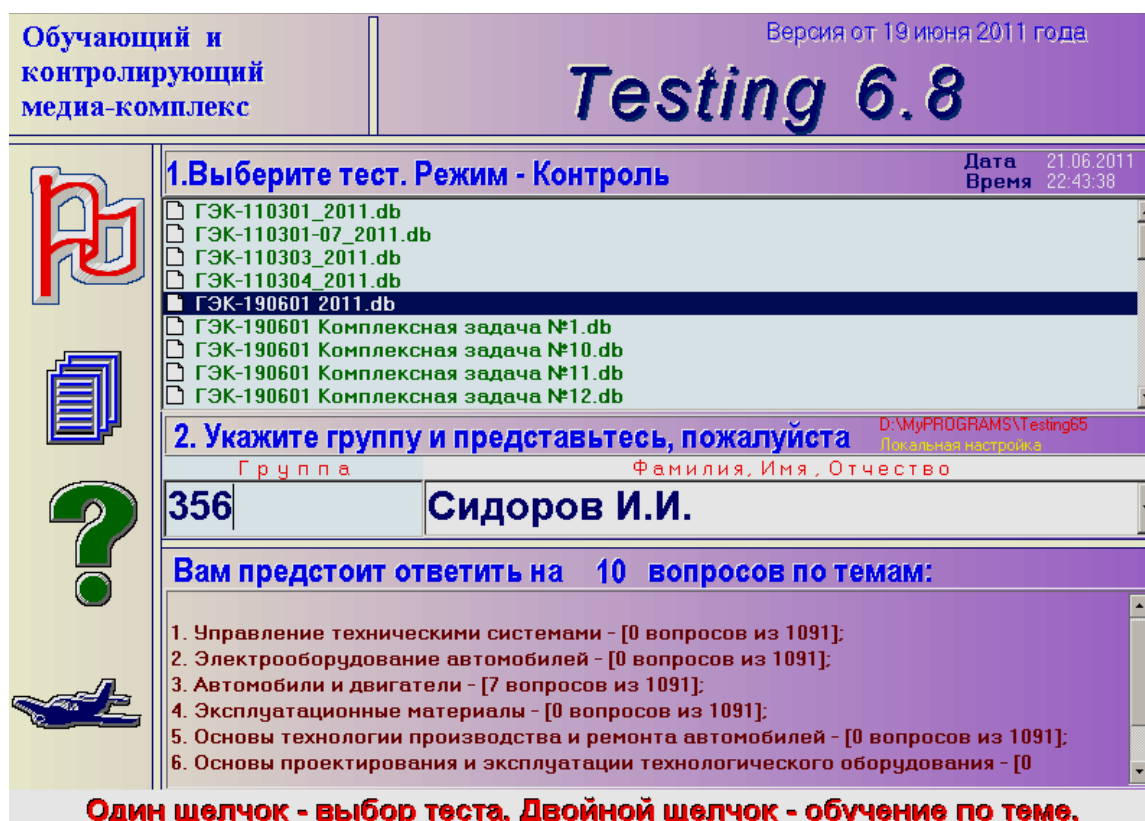 Обучающий и
контролирующий
медиа-комплекс
Версия от 19 июня 2011 года
Testing 6.8
1.Выберите тест. Режим - Контроль
Дата 21.06.2011
Время 22:43:38
ГЭК-110301_2011.db
ГЭК-110301-07_2011.db
ГЭК-110303_2011.db
ГЭК-110304_2011.db
ГЭК-190601 2011.db
ГЭК-190601 Комплексная задача №1.db
ГЭК-190601 Комплексная задача №10.db
ГЭК-190601 Комплексная задача №11.db
ГЭК-190601 Комплексная задача №12.db
2. Укажите группу и представьтесь, пожалуйста
D:\MyPROGRAMS\Testing65
Локальная настройка
Группа Фамилия, Имя, Отчество
356 Сидоров И.И.
Вам предстоит ответить на 10 вопросов по темам:
1. Управление техническими системами - [0 вопросов из 1091];
2. Электрооборудование автомобилей - [0 вопросов из 1091];
3. Автомобили и двигатели - [7 вопросов из 1091];
4. Эксплуатационные материалы - [0 вопросов из 1091];
5. Основы технологии производства и ремонта автомобилей - [0 вопросов из 1091];
6. Основы проектирования и эксплуатации технологического оборудования - [0
Один щелчок - выбор теста, Двойной щелчок - обучение по теме.